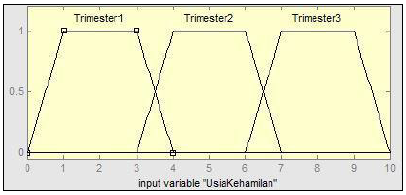 Trimester1 Trimester2 Trimester3
1
0.5
0
0 1 2 3 4 5 6 7 8 9 10
input variable "UsiaKehamilan"